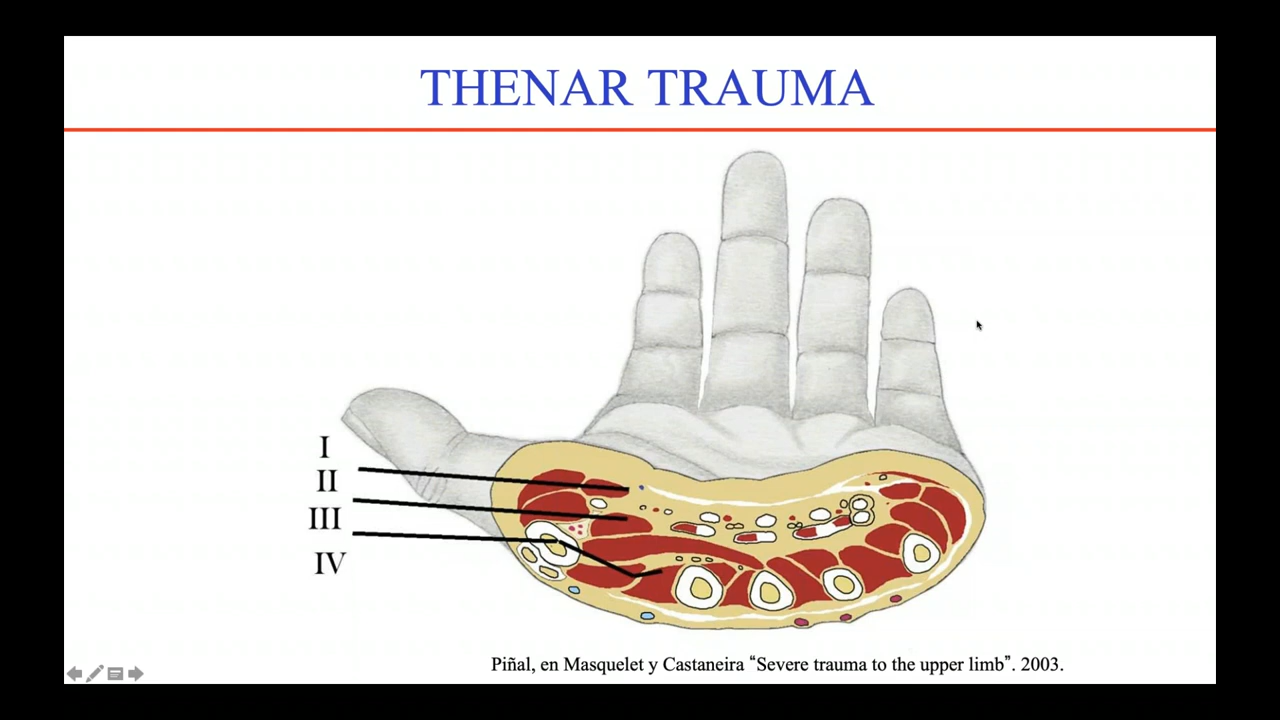 THENAR TRAUMA
I
II
III
IV
Piñal, en Masquelet y Castaneira “Severe trauma to the upper limb”. 2003.